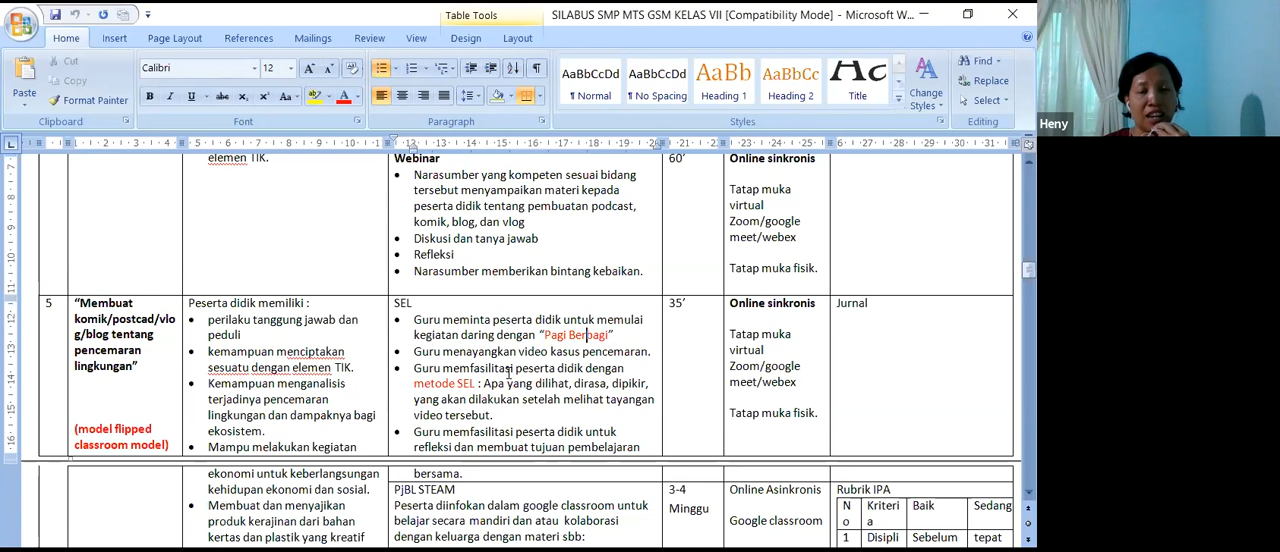 Table Tools
SILABUS SMP MTS GSM KELAS VII [Compatibility Mode] - Microsoft W...
Home Insert Page Layout References Mailings Review View Design Layout
Paste
Cut
Copy
Format Painter
Clipboard
Calibri 12
B I U abc x₂ x² Aa
Font
Paragraph
AaBbCcDd AaBbCcDd AaBb AaBbCc Aac
¶ Normal ¶ No Spacing Heading 1 Heading 2 Title
Change
Styles
Styles
Find
Replace
Select
Editing
Heny
elemen TIK.
Webinar
• Narasumber yang kompeten sesuai bidang
tersebut menyampaikan materi kepada
peserta didik tentang pembuatan podcast,
komik, blog, dan vlog
• Diskusi dan tanya jawab
• Refleksi
• Narasumber memberikan bintang kebaikan.
60’
Online sinkronis
Tatap muka
virtual
Zoom/google
meet/webex
Tatap muka fisik.
5
“Membuat
komik/postcad/vlo
g/blog tentang
pencemaran
lingkungan”
(model flipped
classroom model)
Peserta didik memiliki :
• perilaku tanggung jawab dan
peduli
• kemampuan menciptakan
sesuatu dengan elemen TIK.
• Kemampuan menganalisis
terjadinya pencemaran
lingkungan dan dampaknya bagi
ekosistem.
• Mampu melakukan kegiatan
ekonomi untuk keberlangsungan
kehidupan ekonomi dan sosial.
• Membuat dan menyajikan
produk kerajinan dari bahan
kertas dan plastik yang kreatif
SEL
• Guru meminta peserta didik untuk memulai
kegiatan daring dengan “Pagi Berbagi”
• Guru menayangkan video kasus pencemaran.
• Guru memfasilitasi peserta didik dengan
metode SEL : Apa yang dilihat, dirasa, dipikir,
yang akan dilakukan setelah melihat tayangan
video tersebut.
• Guru memfasilitasi peserta didik untuk
refleksi dan membuat tujuan pembelajaran
bersama.
35’
Online sinkronis
Tatap muka
virtual
Zoom/google
meet/webex
Tatap muka fisik.
Jurnal
PjBL STEAM
Peserta diinfokan dalam google classroom untuk
belajar secara mandiri dan atau kolaborasi
dengan keluarga dengan materi sbb:
3-4
Minggu
Online Asinkronis
Google classroom
Rubrik IPA
N
o
Kriteri
a
Baik
Sedang
1
Disipli
Sebelum
tepat